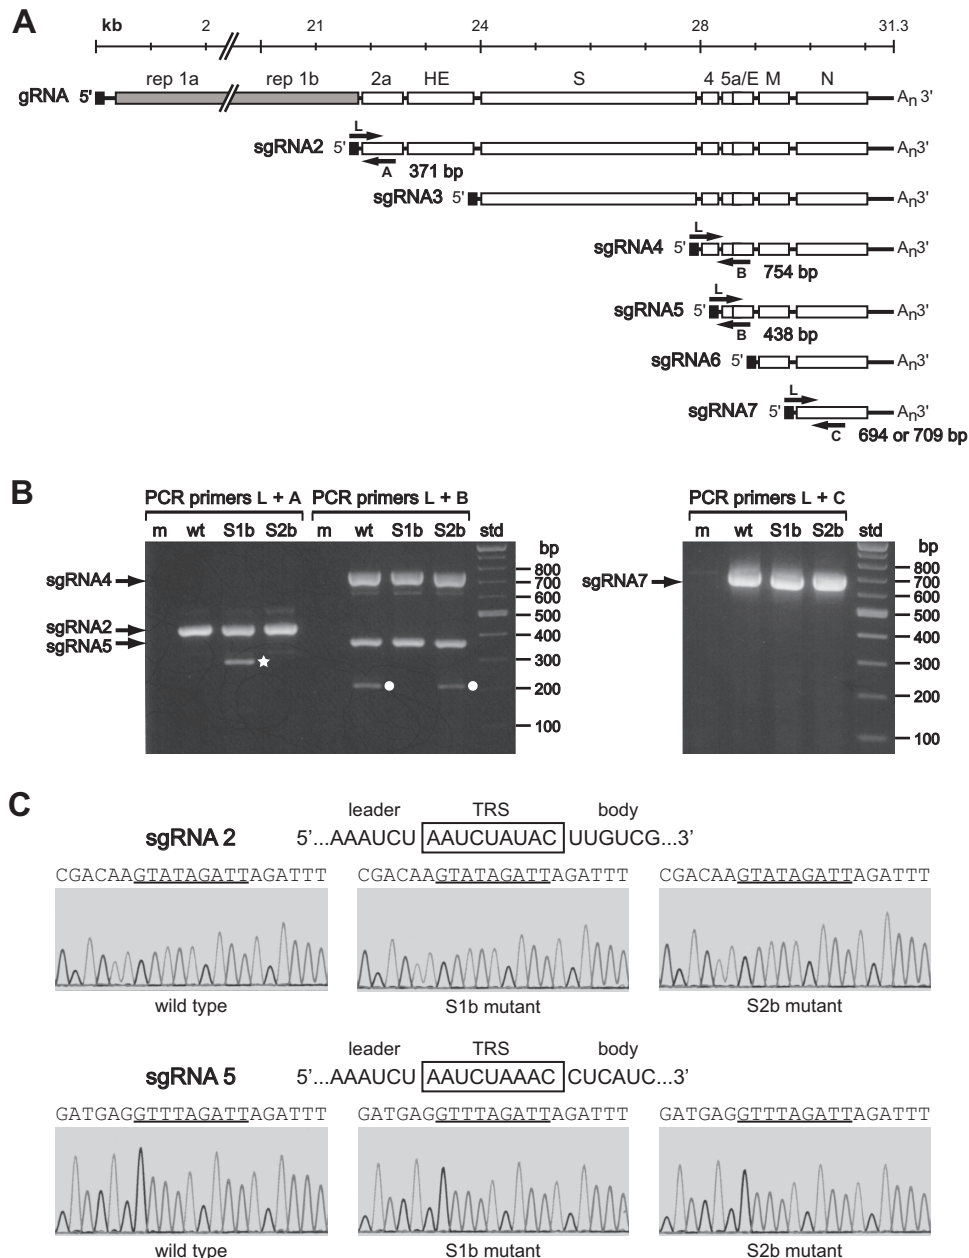 A
kb 2 21 24 28 31.3
rep 1a rep 1b 2a HE S 4 5a/E M N
gRNA 5' An 3'
L
sgRNA2 5' An3'
A 371 bp
sgRNA3 5' An3'
L
sgRNA4 5' An3'
B 754 bp
L
sgRNA5 5' An3'
B 438 bp
sgRNA6 5' An3'
L
sgRNA7 5' An3'
C 694 or 709 bp
B
PCR primers L + A PCR primers L + B PCR primers L + C
m wt S1b S2b m wt S1b S2b std m wt S1b S2b std
bp bp
sgRNA4 800 sgRNA7 800
700 700
600 600
500 500
sgRNA2 400 400
sgRNA5
300 300
200 200
100 100
C
leader TRS body
sgRNA 2 5'...AAAUCU AAUCUAUAC UUGUCG...3'
CGACAAGTATAGATTAGATTT CGACAAGTATAGATTAGATTT CGACAAGTATAGATTAGATTT
wild type S1b mutant S2b mutant
leader TRS body
sgRNA 5 5'...AAAUCU AAUCUAAAC CUCAUC...3'
GATGAGGTTTAGATTAGATTT GATGAGGTTTAGATTAGATTT GATGAGGTTTAGATTAGATTT
wild type S1b mutant S2b mutant